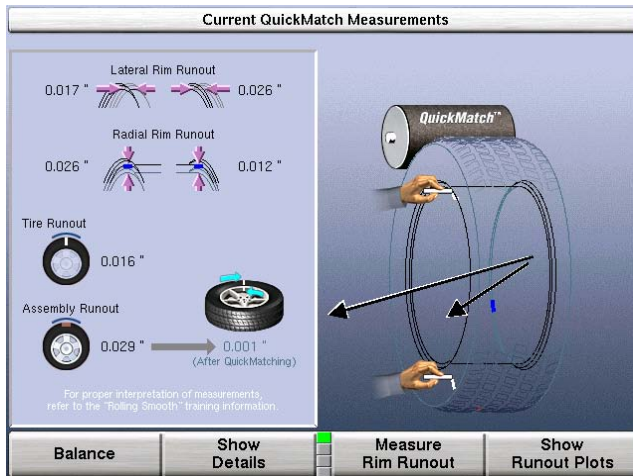 Current QuickMatch Measurements
Lateral Rim Runout
0.017 " 0.026 "
Radial Rim Runout
0.026 " 0.012 "
Tire Runout
0.016 "
Assembly Runout
0.029 " 0.001 "
(After QuickMatching)
For proper interpretation of measurements,
refer to the "Rolling Smooth" training information.
QuickMatch™
Balance
Show
Details
Measure
Rim Runout
Show
Runout Plots